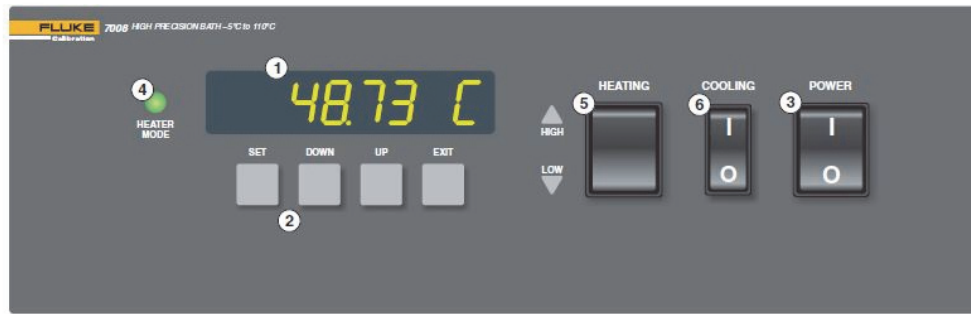 FLUKE 7008 HIGH PRECISION BATH –5°C to 110°C
Calibration
1
48.73 C
4
HEATER
MODE
SET DOWN UP EXIT
2
HIGH
LOW
HEATING COOLING POWER
5 6 3
I I
O O